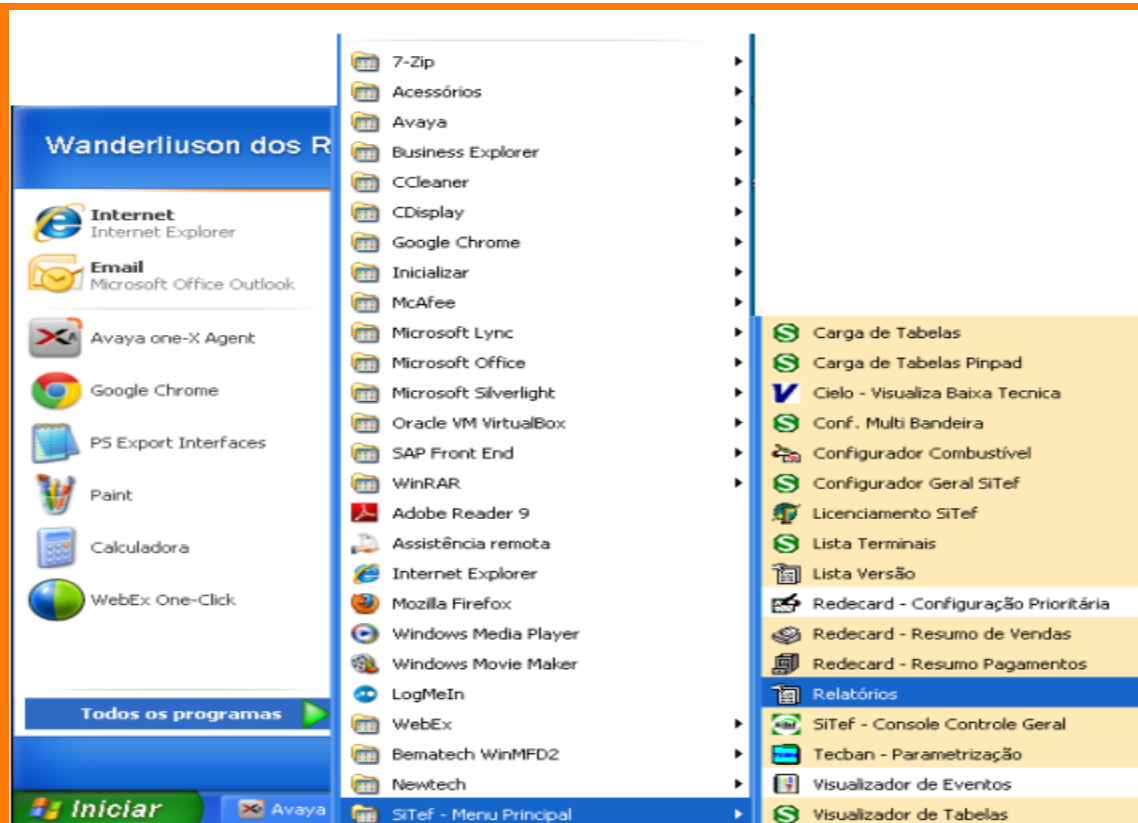 Wanderliuson dos R
Internet
Internet Explorer
Email
Microsoft Office Outlook
Avaya one-X Agent
Google Chrome
PS Export Interfaces
Paint
Calculadora
WebEx One-Click
Todos os programas
Iniciar
Avaya
7-Zip
Acessórios
Avaya
Business Explorer
CCleaner
CDisplay
Google Chrome
Inicializar
McAfee
Microsoft Lync
Microsoft Office
Microsoft Silverlight
Oracle VM VirtualBox
SAP Front End
WinRAR
Adobe Reader 9
Assistência remota
Internet Explorer
Mozilla Firefox
Windows Media Player
Windows Movie Maker
LogMeIn
WebEx
Bematech WinMFD2
Newtech
SiTef - Menu Principal
Carga de Tabelas
Carga de Tabelas Pinpad
Cielo - Visualiza Baixa Tecnica
Conf. Multi Bandeira
Configurador Combustível
Configurador Geral SiTef
Licenciamento SiTef
Lista Terminais
Lista Versão
Redecard - Configuração Prioritária
Redecard - Resumo de Vendas
Redecard - Resumo Pagamentos
Relatórios
SiTef - Console Controle Geral
Tecban - Parametrização
Visualizador de Eventos
Visualizador de Tabelas